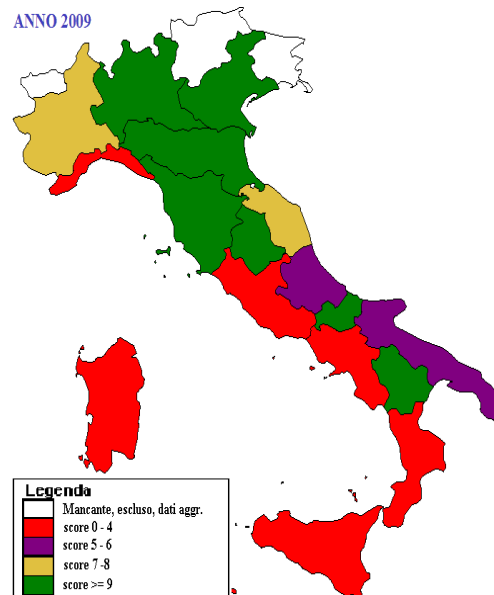 ANNO 2009
Legenda
Mancante, escluso, dati aggr.
score 0 - 4
score 5 - 6
score 7 -8
score >= 9